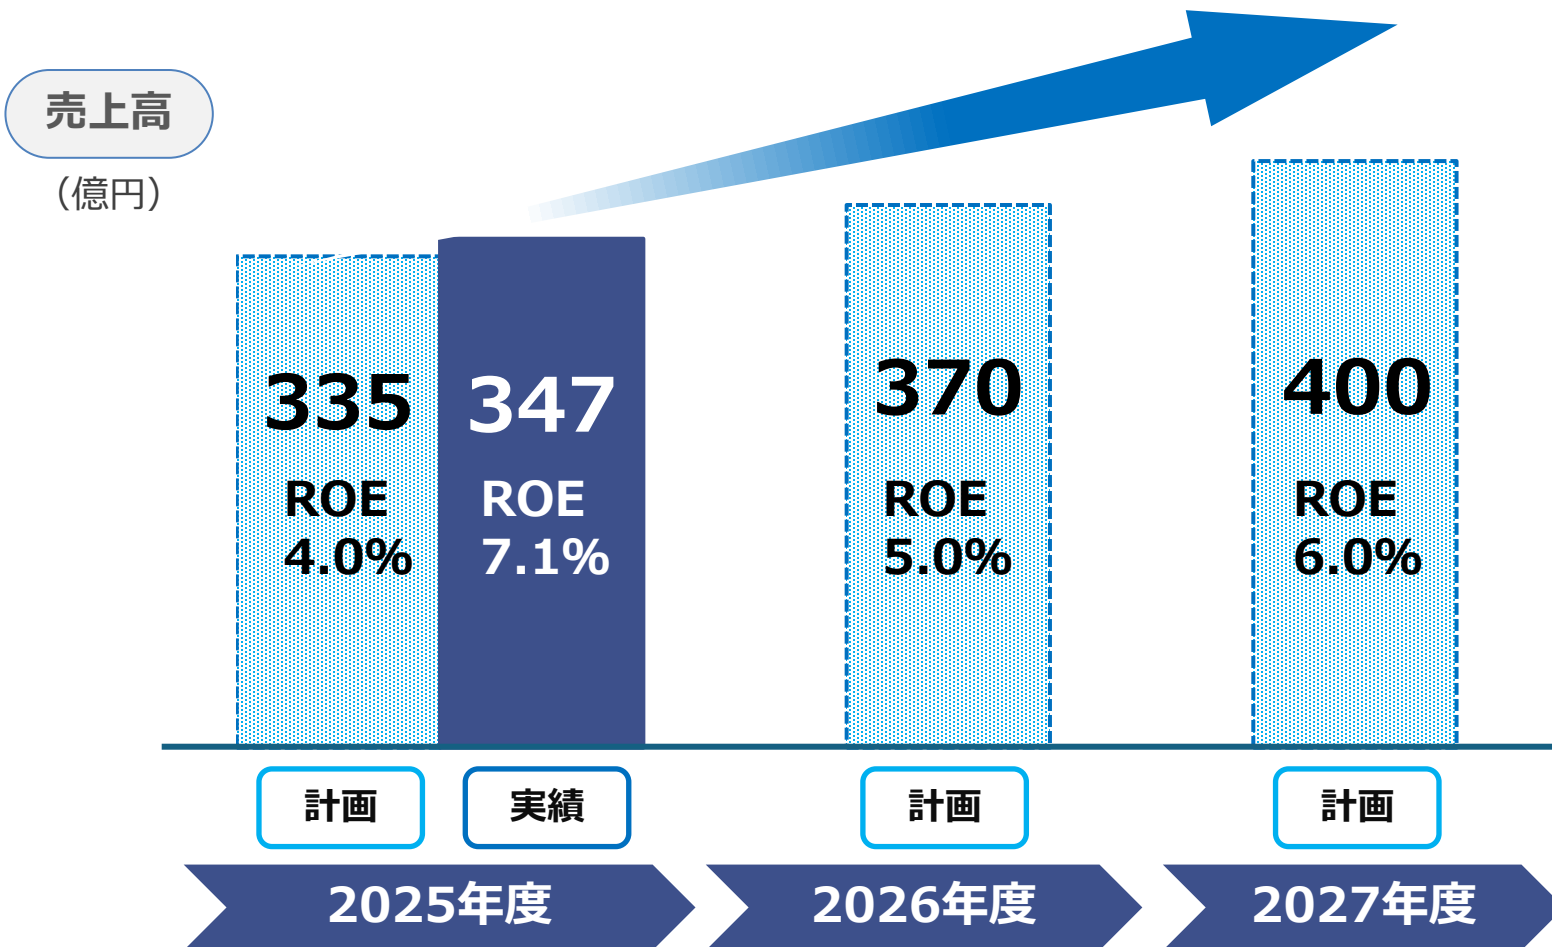 売上高
（億円）
335
ROE
4.0%
347
ROE
7.1%
370
ROE
5.0%
400
ROE
6.0%
計画
実績
計画
計画
2025年度
2026年度
2027年度